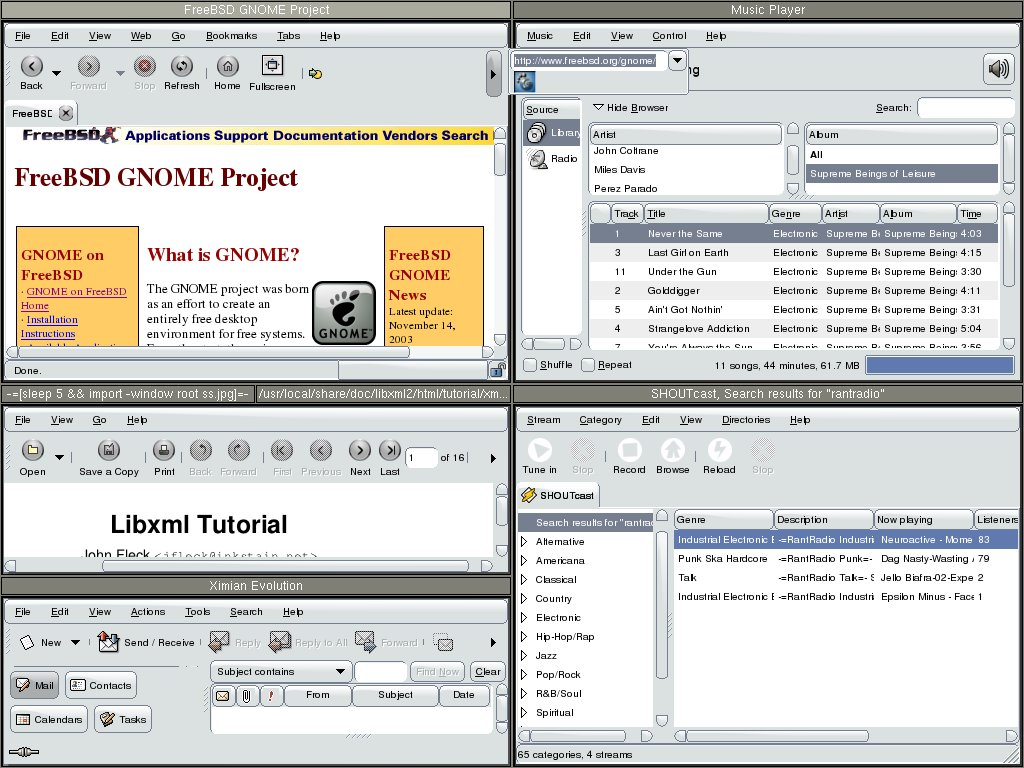 FreeBSD GNOME Project
File Edit View Web Go Bookmarks Tabs Help
Back Forward Stop Refresh Home Fullscreen
http://www.freebsd.org/gnome/
FreeBSD
FreeBSD Applications Support Documentation Vendors Search
FreeBSD GNOME Project
GNOME on
FreeBSD
· GNOME on FreeBSD
Home
· Installation
Instructions
What is GNOME?
The GNOME project was born
as an effort to create an
entirely free desktop
environment for free systems.
GNOME™
FreeBSD
GNOME
News
Latest update:
November 14,
2003
Done.
Music Player
Music Edit View Control Help
ng
Source
Library
Radio
Hide Browser
Search:
Artist
John Coltrane
Miles Davis
Perez Parado
Album
All
Supreme Beings of Leisure
Track Title Genre Artist Album Time
1 Never the Same Electronic Supreme Be Supreme Being: 4:03
3 Last Girl on Earth Electronic Supreme Be Supreme Being: 4:15
11 Under the Gun Electronic Supreme Be Supreme Being: 3:30
2 Golddigger Electronic Supreme Be Supreme Being: 4:11
5 Ain't Got Nothin' Electronic Supreme Be Supreme Being: 3:31
4 Strangelove Addiction Electronic Supreme Be Supreme Being: 5:04
7 You're Always the Sun Electronic Supreme Be Supreme Being: 3:56
Shuffle Repeat 11 songs, 44 minutes, 61.7 MB
-=[sleep 5 && import -window root ss.jpg]=- /usr/local/share/doc/libxml2/html/tutorial/xm...
File View Go Help
Open Save a Copy Print Back Forward First Previous Next Last 1 of 16
Libxml Tutorial
John Fleck <jfleck@inkstain.net>
Ximian Evolution
File Edit View Actions Tools Search Help
New Send / Receive Reply Reply to All Forward
Mail Contacts
Calendars Tasks
Subject contains Find Now Clear
! From Subject Date
SHOUTcast, Search results for "rantradio"
Stream Category Edit View Directories Help
Tune in Stop Record Browse Reload Stop
SHOUTcast
Search results for "rantrad
Alternative
Americana
Classical
Country
Electronic
Hip-Hop/Rap
Jazz
Pop/Rock
R&B/Soul
Spiritual
Genre Description Now playing Listeners
Industrial Electronic E -=RantRadio Industri Neuroactive - Mome 83
Punk Ska Hardcore -=RantRadio Punk=- Dag Nasty-Wasting 79
Talk -=RantRadio Talk=- S Jello Biafra-02-Expe 2
Industrial Electronic E -=RantRadio Industri Epsilon Minus - Face 1
65 categories, 4 streams